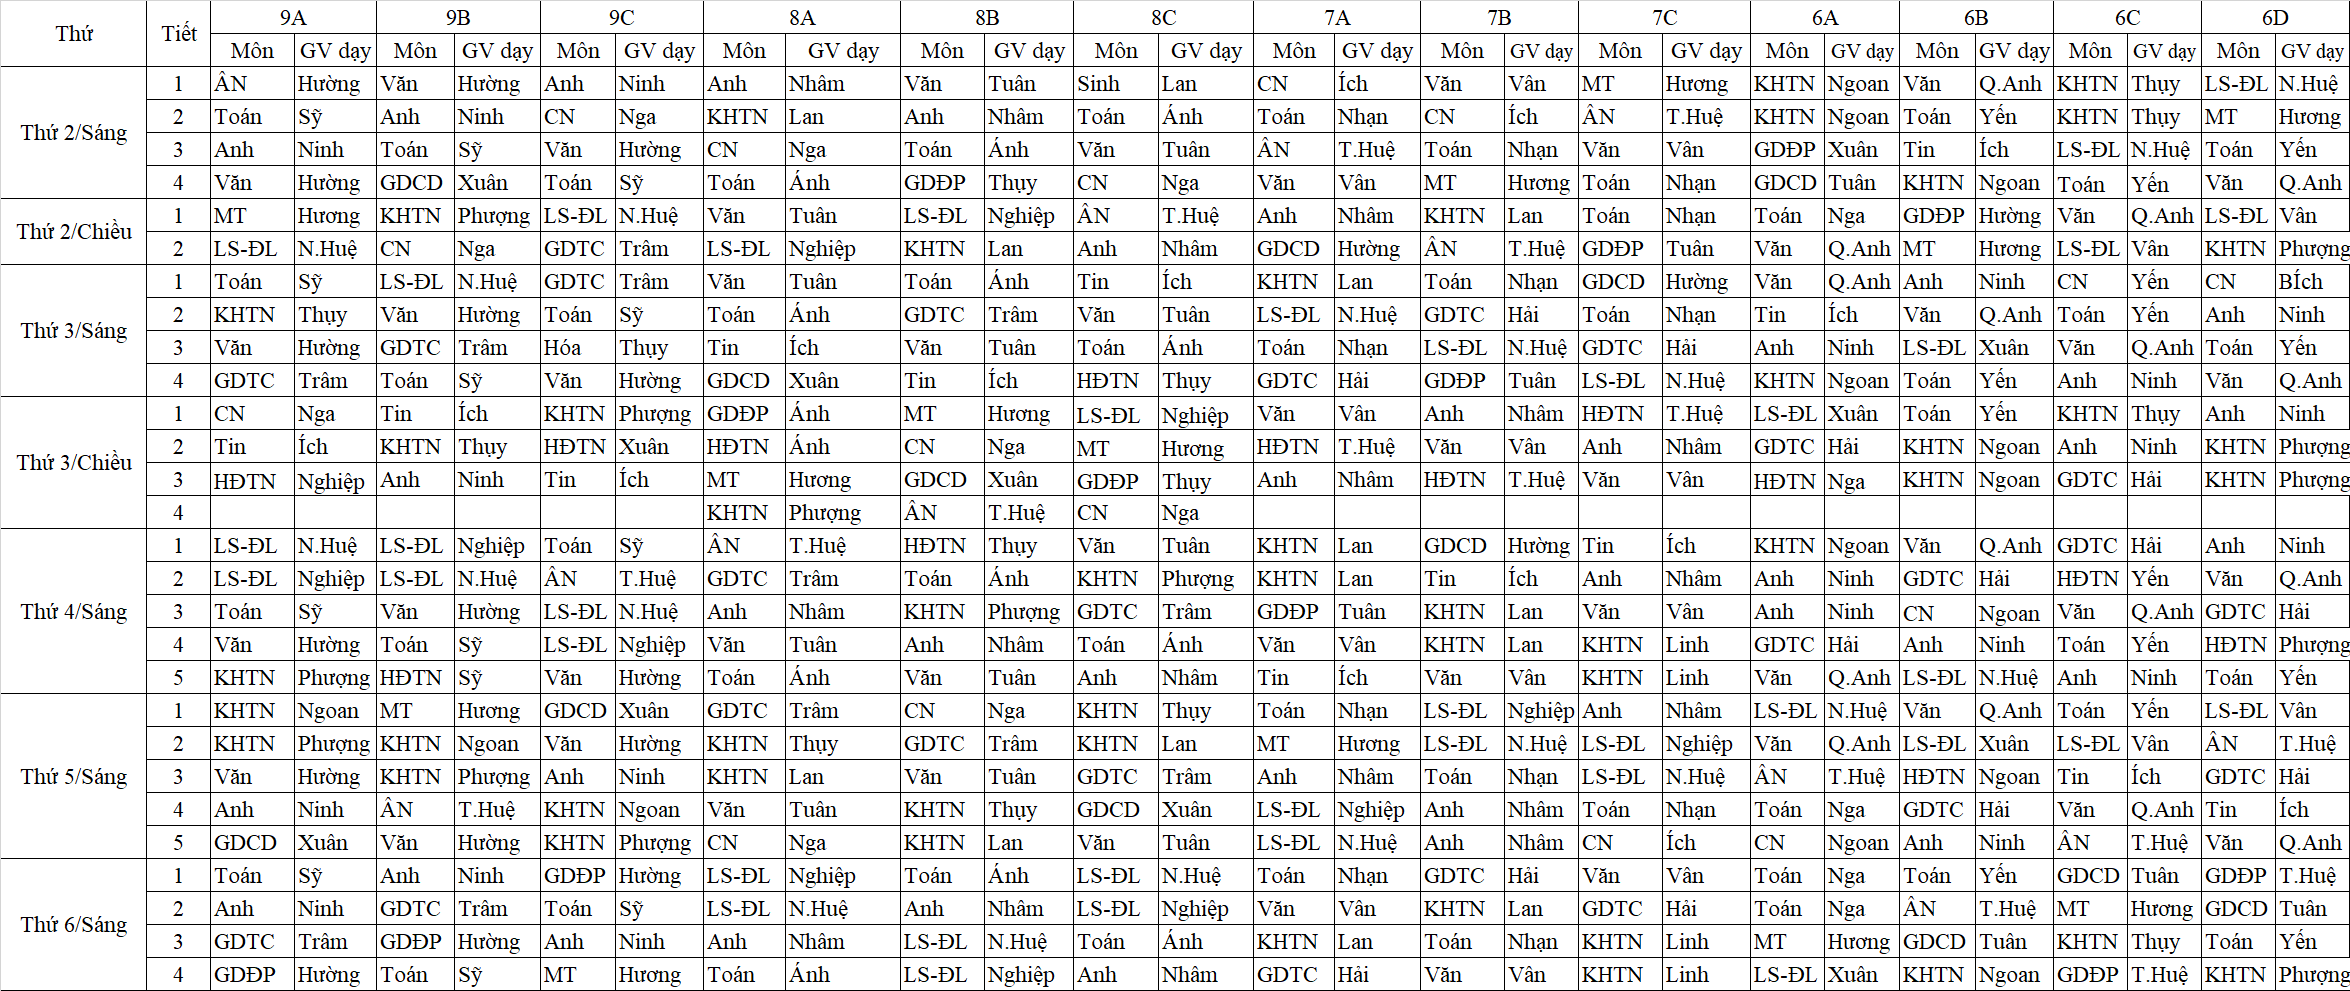 Thứ Tiết 9A 9B 9C 8A 8B 8C 7A 7B 7C 6A 6B 6C 6D
Môn GV dạy Môn GV dạy Môn GV dạy Môn GV dạy Môn GV dạy Môn GV dạy Môn GV dạy Môn GV dạy Môn GV dạy Môn GV dạy Môn GV dạy Môn GV dạy Môn GV dạy
Thứ 2/Sáng 1 ÂN Hường Văn Hường Anh Ninh Anh Nhâm Văn Tuân Sinh Lan CN Ích Văn Vân MT Hương KHTN Ngoan Văn Q.Anh KHTN Thụy LS-ĐL N.Huệ
2 Toán Sỹ Anh Ninh CN Nga KHTN Lan Anh Nhâm Toán Ánh Toán Nhạn CN Ích ÂN T.Huệ KHTN Ngoan Toán Yến KHTN Thụy MT Hương
3 Anh Ninh Toán Sỹ Văn Hường CN Nga Toán Ánh Văn Tuân ÂN T.Huệ Toán Nhạn Văn Vân GDĐP Xuân Tin Ích LS-ĐL N.Huệ Toán Yến
4 Văn Hường GDCD Xuân Toán Sỹ Toán Ánh GDĐP Thụy CN Nga Văn Vân MT Hương Toán Nhạn GDCD Tuân KHTN Ngoan Toán Yến Văn Q.Anh
Thứ 2/Chiều 1 MT Hương KHTN Phượng LS-ĐL N.Huệ Văn Tuân LS-ĐL Nghiệp ÂN T.Huệ Anh Nhâm KHTN Lan Toán Nhạn Toán Nga GDĐP Hường Văn Q.Anh LS-ĐL Vân
2 LS-ĐL N.Huệ CN Nga GDTC Trâm LS-ĐL Nghiệp KHTN Lan Anh Nhâm GDCD Hường ÂN T.Huệ GDĐP Tuân Văn Q.Anh MT Hương LS-ĐL Vân KHTN Phượng
Thứ 3/Sáng 1 Toán Sỹ LS-ĐL N.Huệ GDTC Trâm Văn Tuân Toán Ánh Tin Ích KHTN Lan Toán Nhạn GDCD Hường Văn Q.Anh Anh Ninh CN Yến CN BÍch
2 KHTN Thụy Văn Hường Toán Sỹ Toán Ánh GDTC Trâm Văn Tuân LS-ĐL N.Huệ GDTC Hải Toán Nhạn Tin Ích Văn Q.Anh Toán Yến Anh Ninh
3 Văn Hường GDTC Trâm Hóa Thụy Tin Ích Văn Tuân Toán Ánh Toán Nhạn LS-ĐL N.Huệ GDTC Hải Anh Ninh LS-ĐL Xuân Văn Q.Anh Toán Yến
4 GDTC Trâm Toán Sỹ Văn Hường GDCD Xuân Tin Ích HĐTN Thụy GDTC Hải GDĐP Tuân LS-ĐL N.Huệ KHTN Ngoan Toán Yến Anh Ninh Văn Q.Anh
Thứ 3/Chiều 1 CN Nga Tin Ích KHTN Phượng GDĐP Ánh MT Hương LS-ĐL Nghiệp Văn Vân Anh Nhâm HĐTN T.Huệ LS-ĐL Xuân Toán Yến KHTN Thụy Anh Ninh
2 Tin Ích KHTN Thụy HĐTN Xuân HĐTN Ánh CN Nga MT Hương HĐTN T.Huệ Văn Vân Anh Nhâm GDTC Hải KHTN Ngoan Anh Ninh KHTN Phượng
3 HĐTN Nghiệp Anh Ninh Tin Ích MT Hương GDCD Xuân GDĐP Thụy Anh Nhâm HĐTN T.Huệ Văn Vân HĐTN Nga KHTN Ngoan GDTC Hải KHTN Phượng
4 KHTN Phượng ÂN T.Huệ CN Nga
Thứ 4/Sáng 1 LS-ĐL N.Huệ LS-ĐL Nghiệp Toán Sỹ ÂN T.Huệ HĐTN Thụy Văn Tuân KHTN Lan GDCD Hường Tin Ích KHTN Ngoan Văn Q.Anh GDTC Hải Anh Ninh
2 LS-ĐL Nghiệp LS-ĐL N.Huệ ÂN T.Huệ GDTC Trâm Toán Ánh KHTN Phượng KHTN Lan Tin Ích Anh Nhâm Anh Ninh GDTC Hải HĐTN Yến Văn Q.Anh
3 Toán Sỹ Văn Hường LS-ĐL N.Huệ Anh Nhâm KHTN Phượng GDTC Trâm GDĐP Tuân KHTN Lan Văn Vân Anh Ninh CN Ngoan Văn Q.Anh GDTC Hải
4 Văn Hường Toán Sỹ LS-ĐL Nghiệp Văn Tuân Anh Nhâm Toán Ánh Văn Vân KHTN Lan KHTN Linh GDTC Hải Anh Ninh Toán Yến HĐTN Phượng
5 KHTN Phượng HĐTN Sỹ Văn Hường Toán Ánh Văn Tuân Anh Nhâm Tin Ích Văn Vân KHTN Linh Văn Q.Anh LS-ĐL N.Huệ Anh Ninh Toán Yến
Thứ 5/Sáng 1 KHTN Ngoan MT Hương GDCD Xuân GDTC Trâm CN Nga KHTN Thụy Toán Nhạn LS-ĐL Nghiệp Anh Nhâm LS-ĐL N.Huệ Văn Q.Anh Toán Yến LS-ĐL Vân
2 KHTN Phượng KHTN Ngoan Văn Hường KHTN Thụy GDTC Trâm KHTN Lan MT Hương LS-ĐL N.Huệ LS-ĐL Nghiệp Văn Q.Anh LS-ĐL Xuân LS-ĐL Vân ÂN T.Huệ
3 Văn Hường KHTN Phượng Anh Ninh KHTN Lan Văn Tuân GDTC Trâm Anh Nhâm Toán Nhạn LS-ĐL N.Huệ ÂN T.Huệ HĐTN Ngoan Tin Ích GDTC Hải
4 Anh Ninh ÂN T.Huệ KHTN Ngoan Văn Tuân KHTN Thụy GDCD Xuân LS-ĐL Nghiệp Anh Nhâm Toán Nhạn Toán Nga GDTC Hải Văn Q.Anh Tin Ích
5 GDCD Xuân Văn Hường KHTN Phượng CN Nga KHTN Lan Văn Tuân LS-ĐL N.Huệ Anh Nhâm CN Ích CN Ngoan Anh Ninh ÂN T.Huệ Văn Q.Anh
Thứ 6/Sáng 1 Toán Sỹ Anh Ninh GDĐP Hường LS-ĐL Nghiệp Toán Ánh LS-ĐL N.Huệ Toán Nhạn GDTC Hải Văn Vân Toán Nga Toán Yến GDCD Tuân GDĐP T.Huệ
2 Anh Ninh GDTC Trâm Toán Sỹ LS-ĐL N.Huệ Anh Nhâm LS-ĐL Nghiệp Văn Vân KHTN Lan GDTC Hải Toán Nga ÂN T.Huệ MT Hương GDCD Tuân
3 GDTC Trâm GDĐP Hường Anh Ninh Anh Nhâm LS-ĐL N.Huệ Toán Ánh KHTN Lan Toán Nhạn KHTN Linh MT Hương GDCD Tuân KHTN Thụy Toán Yến
4 GDĐP Hường Toán Sỹ MT Hương Toán Ánh LS-ĐL Nghiệp Anh Nhâm GDTC Hải Văn Vân KHTN Linh LS-ĐL Xuân KHTN Ngoan GDĐP T.Huệ KHTN Phượng